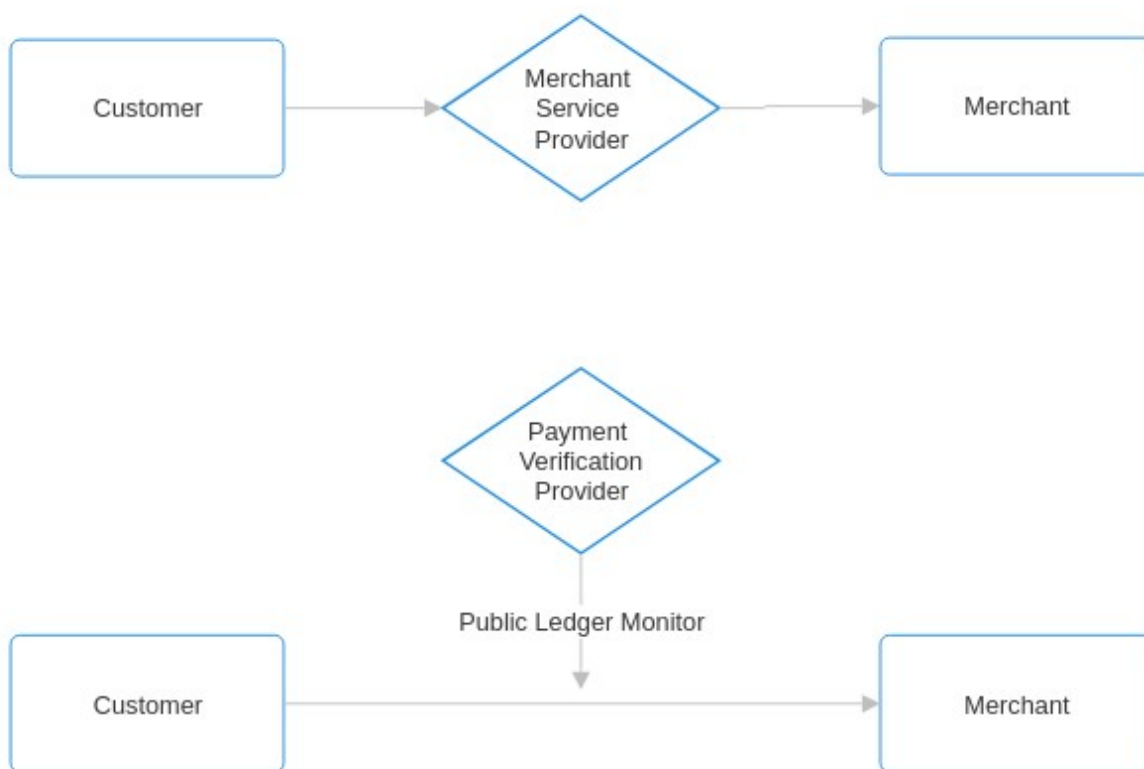 Customer
Merchant
Service
Provider
Merchant
Payment
Verification
Provider
Public Ledger Monitor
Customer
Merchant